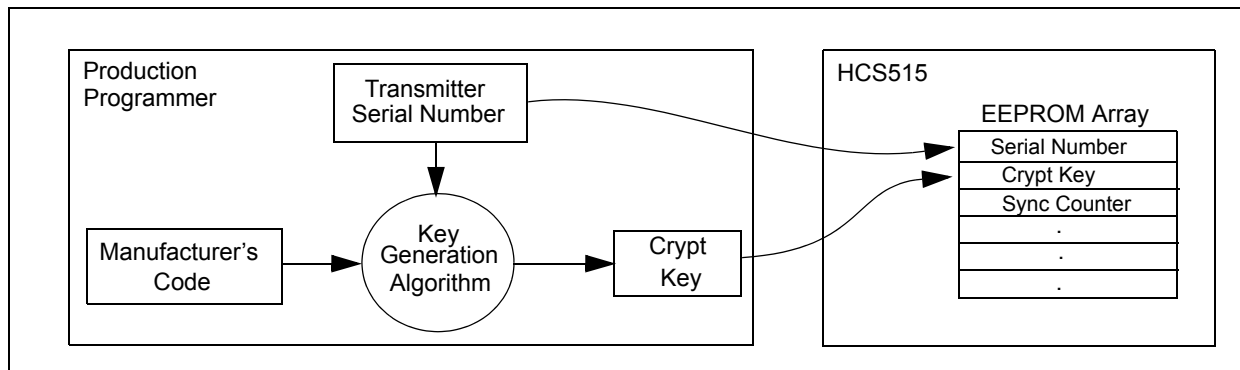 Production
Programmer
Transmitter
Serial Number
Manufacturer's
Code
Key
Generation
Algorithm
Crypt
Key
HCS515
EEPROM Array
Serial Number
Crypt Key
Sync Counter
.
.
.